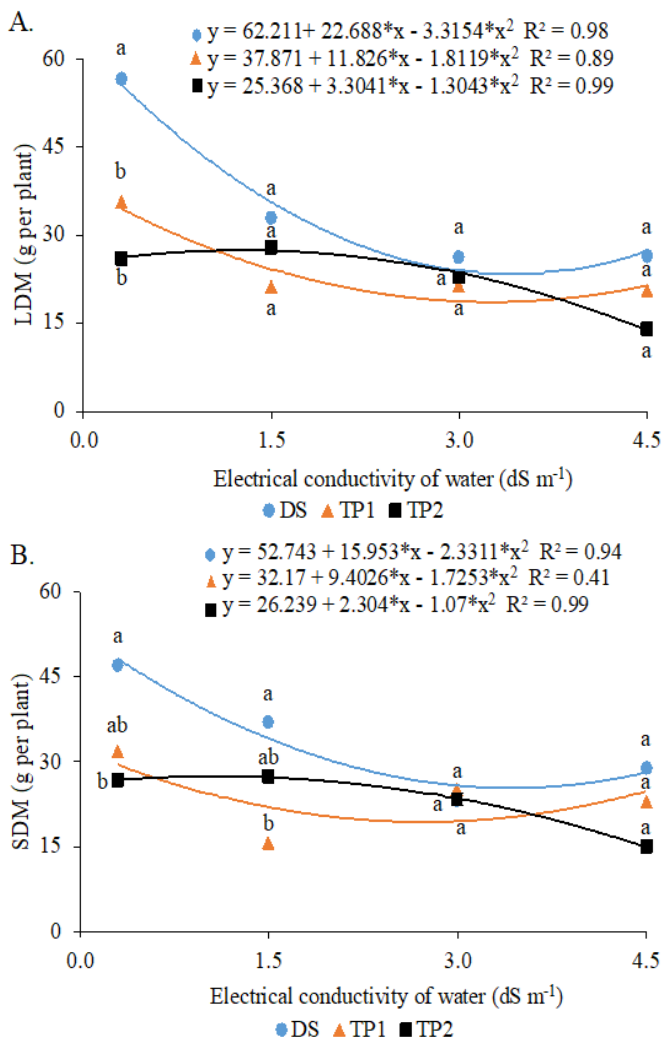 A.
y = 62.211+ 22.688*x - 3.3154*x² R² = 0.98
y = 37.871 + 11.826*x - 1.8119*x² R² = 0.89
y = 25.368 + 3.3041*x - 1.3043*x² R² = 0.99
60
45
30
15
0
LDM (g per plant)
a
b
b
a
a
a
a
a
a
a
a
a
0.0 1.5 3.0 4.5
Electrical conductivity of water (dS m⁻¹)
DS TP1 TP2
B.
y = 52.743 + 15.953*x - 2.3311*x² R² = 0.94
y = 32.17 + 9.4026*x - 1.7253*x² R² = 0.41
y = 26.239 + 2.304*x - 1.07*x² R² = 0.99
60
45
30
15
0
SDM (g per plant)
a
ab
b
a
ab
b
a
a
a
a
a
a
0.0 1.5 3.0 4.5
Electrical conductivity of water (dS m⁻¹)
DS TP1 TP2